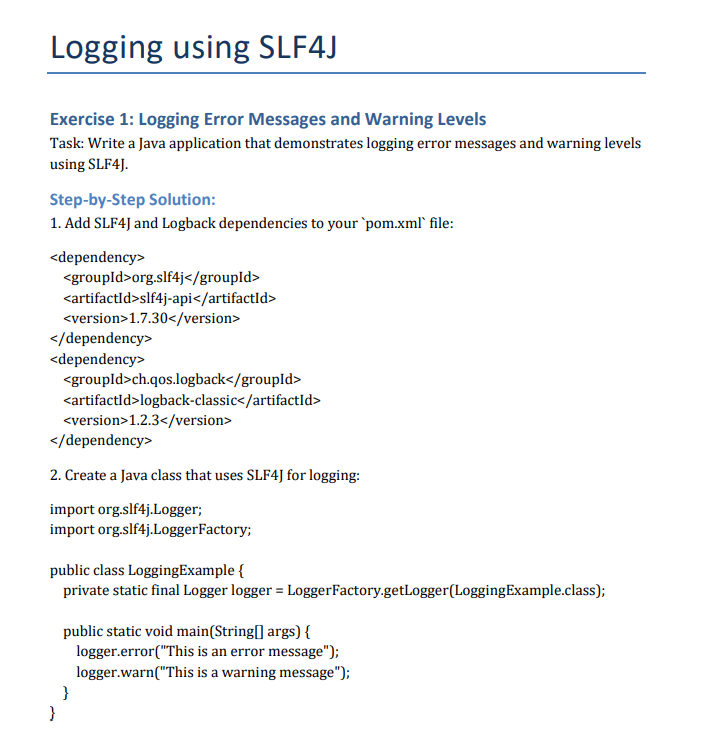 Logging using SLF4J
Exercise 1: Logging Error Messages and Warning Levels
Task: Write a Java application that demonstrates logging error messages and warning levels
using SLF4J.
Step-by-Step Solution:
1. Add SLF4J and Logback dependencies to your `pom.xml` file:
<dependency>
  <groupId>org.slf4j</groupId>
  <artifactId>slf4j-api</artifactId>
  <version>1.7.30</version>
</dependency>
<dependency>
  <groupId>ch.qos.logback</groupId>
  <artifactId>logback-classic</artifactId>
  <version>1.2.3</version>
</dependency>
2. Create a Java class that uses SLF4J for logging:
import org.slf4j.Logger;
import org.slf4j.LoggerFactory;
public class LoggingExample {
  private static final Logger logger = LoggerFactory.getLogger(LoggingExample.class);
  public static void main(String[] args) {
    logger.error("This is an error message");
    logger.warn("This is a warning message");
  }
}